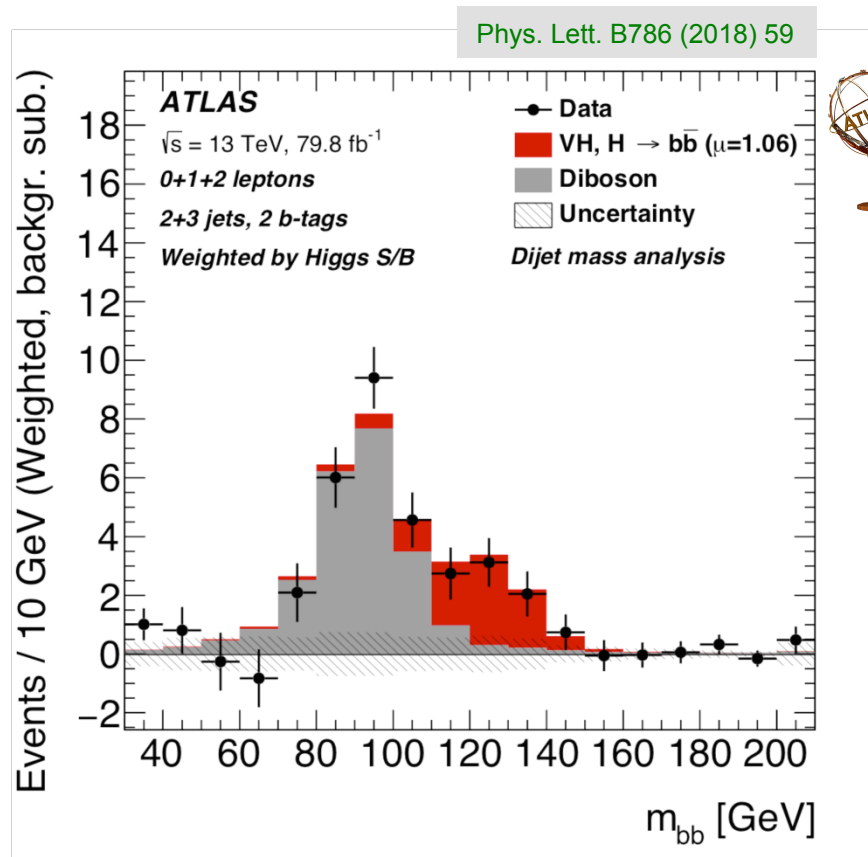 Phys. Lett. B786 (2018) 59
Events / 10 GeV (Weighted, backgr. sub.)
18
16
14
12
10
8
6
4
2
0
−2
ATLAS
√s = 13 TeV, 79.8 fb⁻¹
0+1+2 leptons
2+3 jets, 2 b-tags
Weighted by Higgs S/B
Data
VH, H → bb̄ (μ=1.06)
Diboson
Uncertainty
Dijet mass analysis
40 60 80 100 120 140 160 180 200
m_bb [GeV]